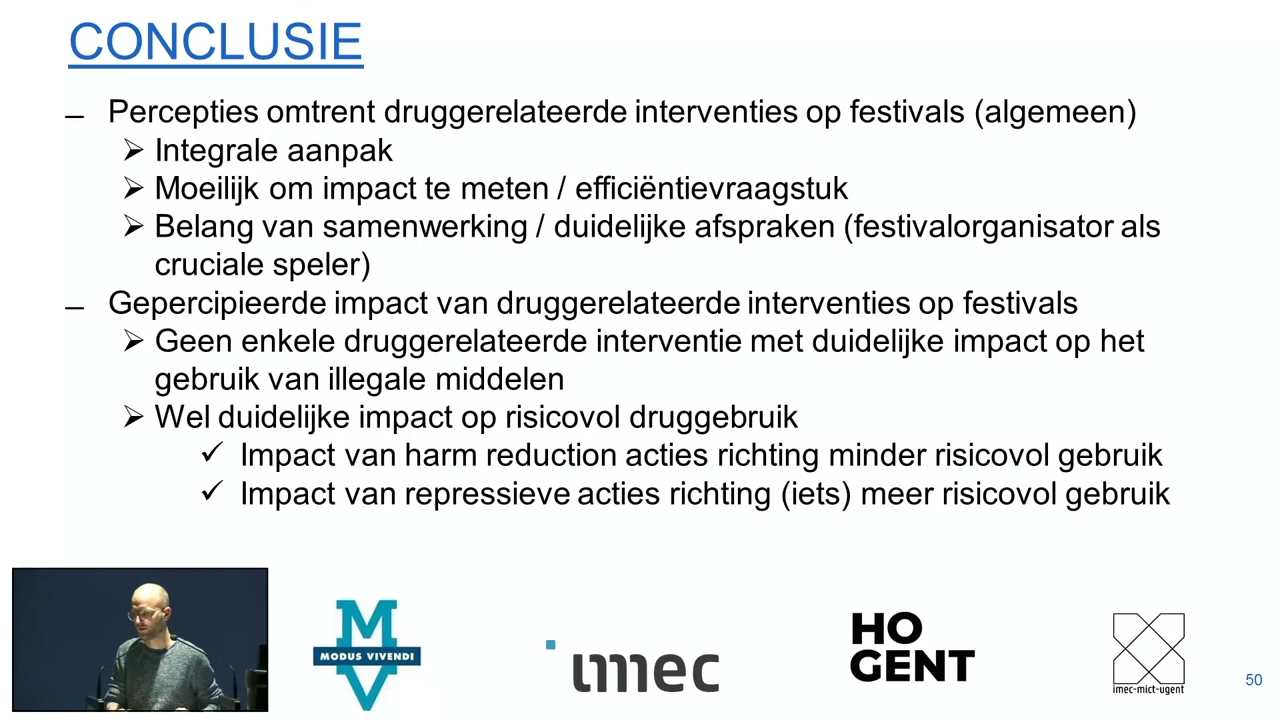 CONCLUSIE
– Percepties omtrent druggerelateerde interventies op festivals (algemeen)
➢ Integrale aanpak
➢ Moeilijk om impact te meten / efficiëntievraagstuk
➢ Belang van samenwerking / duidelijke afspraken (festivalorganisator als
cruciale speler)
– Gepercipieerde impact van druggerelateerde interventies op festivals
➢ Geen enkele druggerelateerde interventie met duidelijke impact op het
gebruik van illegale middelen
➢ Wel duidelijke impact op risicovol druggebruik
✓ Impact van harm reduction acties richting minder risicovol gebruik
✓ Impact van repressieve acties richting (iets) meer risicovol gebruik
M
MODUS VIVENDI
V
imec
HO
GENT
imec-mict-ugent
50